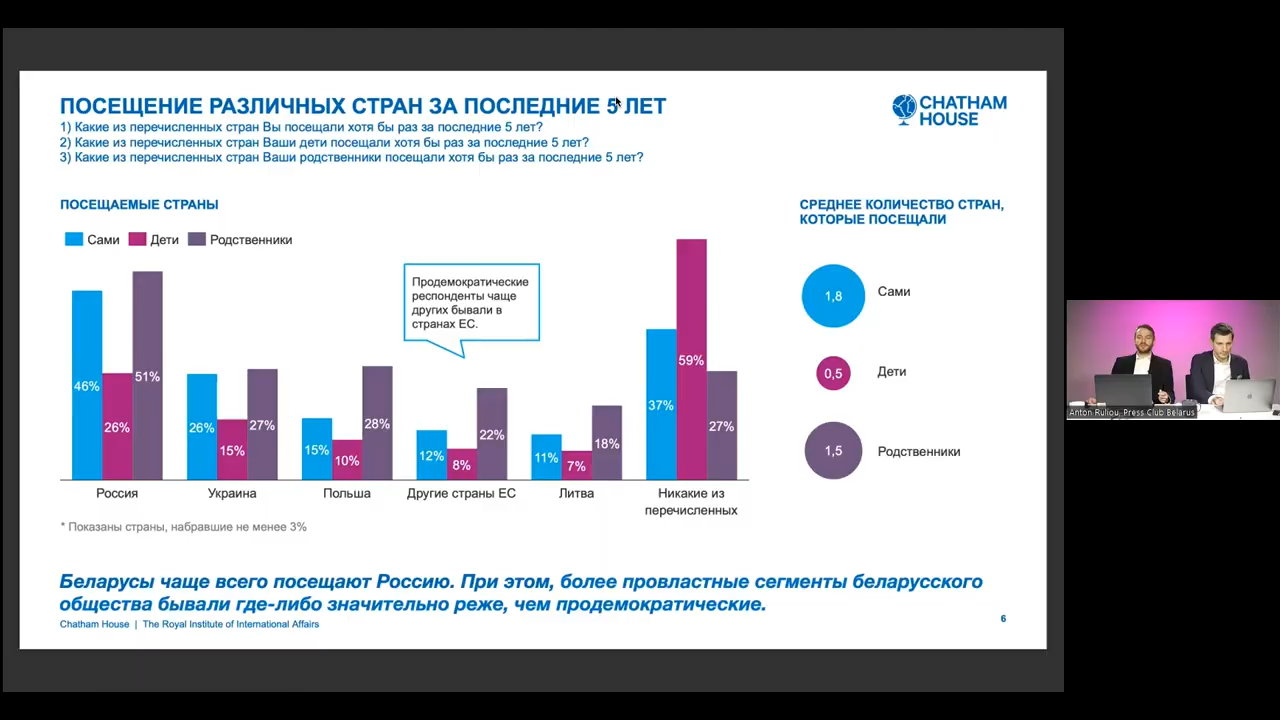 ПОСЕЩЕНИЕ РАЗЛИЧНЫХ СТРАН ЗА ПОСЛЕДНИЕ 5 ЛЕТ
1) Какие из перечисленных стран Вы посещали хотя бы раз за последние 5 лет?
2) Какие из перечисленных стран Ваши дети посещали хотя бы раз за последние 5 лет?
3) Какие из перечисленных стран Ваши родственники посещали хотя бы раз за последние 5 лет?
CHATHAM
HOUSE
ПОСЕЩАЕМЫЕ СТРАНЫ
Сами Дети Родственники
Продемократические
респонденты чаще
других бывали в
странах ЕС.
46% 26% 51%
26% 15% 27%
15% 10% 28%
12% 8% 22%
11% 7% 18%
37% 59% 27%
Россия
Украина
Польша
Другие страны ЕС
Литва
Никакие из
перечисленных
* Показаны страны, набравшие не менее 3%
СРЕДНЕЕ КОЛИЧЕСТВО СТРАН,
КОТОРЫЕ ПОСЕЩАЛИ
1,8 Сами
0,5 Дети
1,5 Родственники
Беларусы чаще всего посещают Россию. При этом, более провластные сегменты беларусского
общества бывали где-либо значительно реже, чем продемократические.
Chatham House | The Royal Institute of International Affairs
6
Anton Ruliou, Press Club Belarus